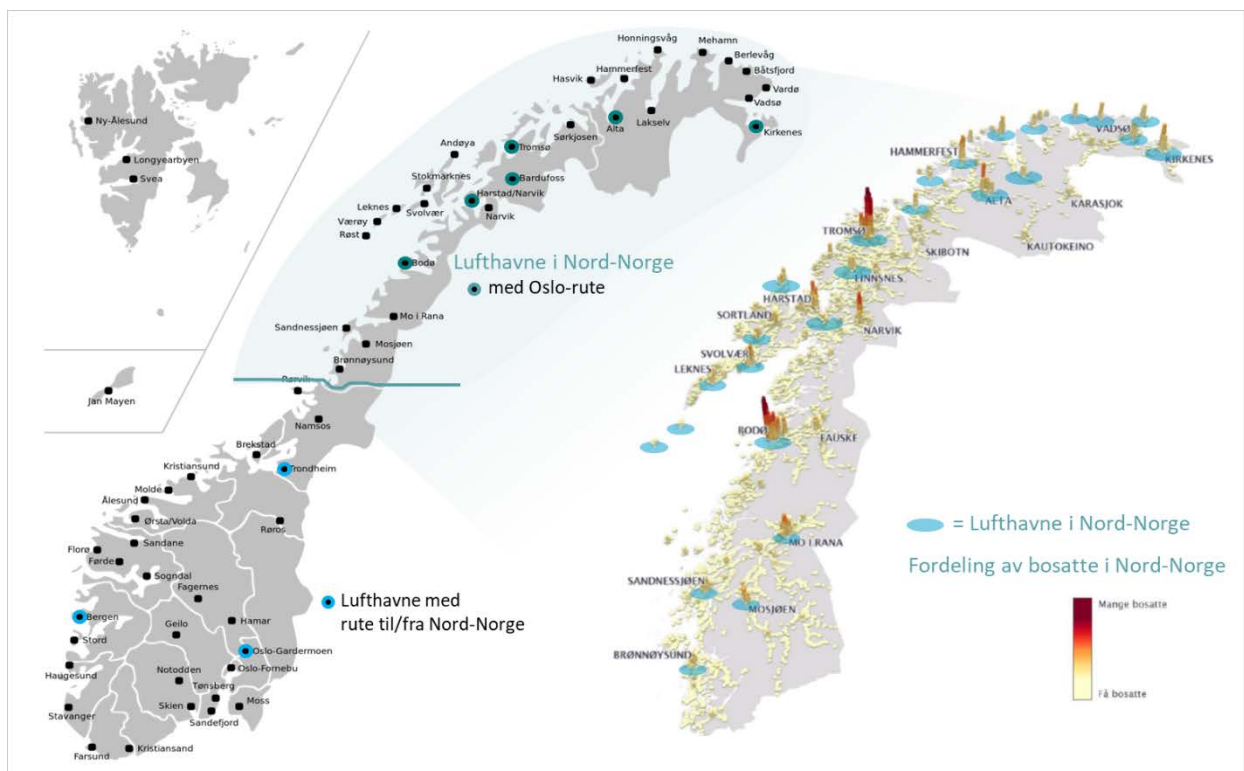 Ny-Ålesund
Longyearbyen
Svea
Jan Mayen
Honningsvåg
Mehamn
Berlevåg
Hammerfest
Hasvik
Båtsfjord
Vardø
Vadsø
Lakselv
Alta
Kirkenes
Sørkjosen
Andøya
Tromsø
Stokmarknes
Bardufoss
Harstad/Narvik
Leknes
Svolvær
Narvik
Værøy
Røst
Bodø
Lufthavne i Nord-Norge
med Oslo-rute
Mo i Rana
Sandnessjøen
Mosjøen
Brønnøysund
Rørvik
Namsos
Brekstad
Trondheim
Kristiansund
Molde
Ålesund
Ørsta/Volda
Røros
Sandane
Florø
Førde
Sogndal
Fagernes
Bergen
Geilo
Hamar
Stord
Oslo-Gardermoen
Haugesund
Notodden
Oslo-Fornebu
Tønsberg
Stavanger
Skien
Moss
Sandefjord
Farsund
Kristiansand
Lufthavne med
rute til/fra Nord-Norge
VADSØ
HAMMERFEST
KIRKENES
ALTA
KARASJOK
TROMSØ
KAUTOKEINO
SKIBOTN
FINNSNES
HARSTAD
SORTLAND
NARVIK
SVOLVÆR
LEKNES
BODØ
FAUSKE
MO I RANA
SANDNESSJØEN
MOSJØEN
BRØNNØYSUND
= Lufthavne i Nord-Norge
Fordeling av bosatte i Nord-Norge
Mange bosatte
Få bosatte